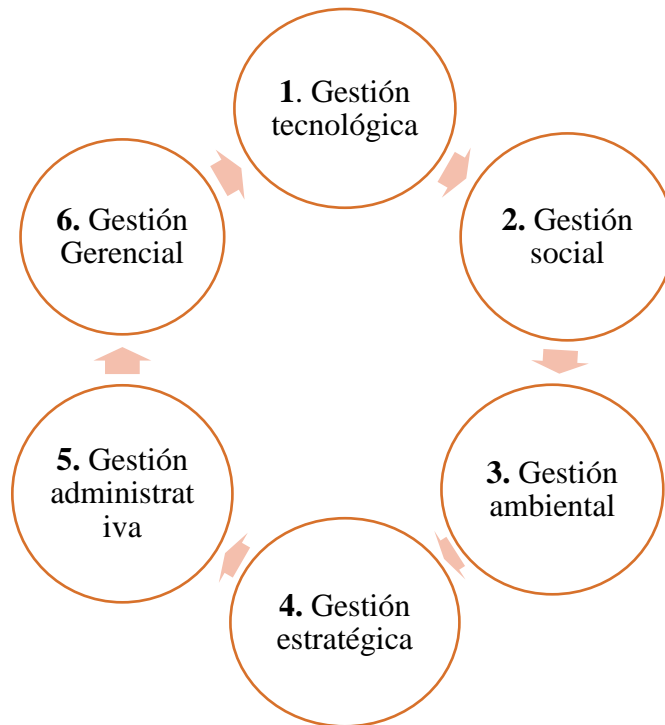 1. Gestión
tecnológica
2. Gestión
social
3. Gestión
ambiental
4. Gestión
estratégica
5. Gestión
administrat
iva
6. Gestión
Gerencial